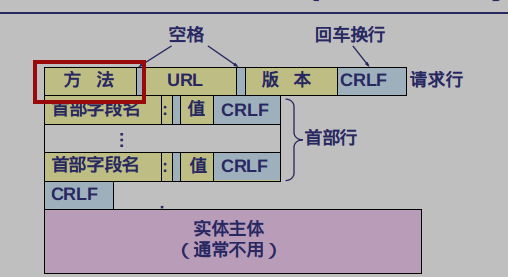 空格 回车换行
方 法 URL 版 本 CRLF 请求行
首部字段名 : 值 CRLF
⋮ 首部行
首部字段名 : 值 CRLF
CRLF
实体主体
（通常不用）